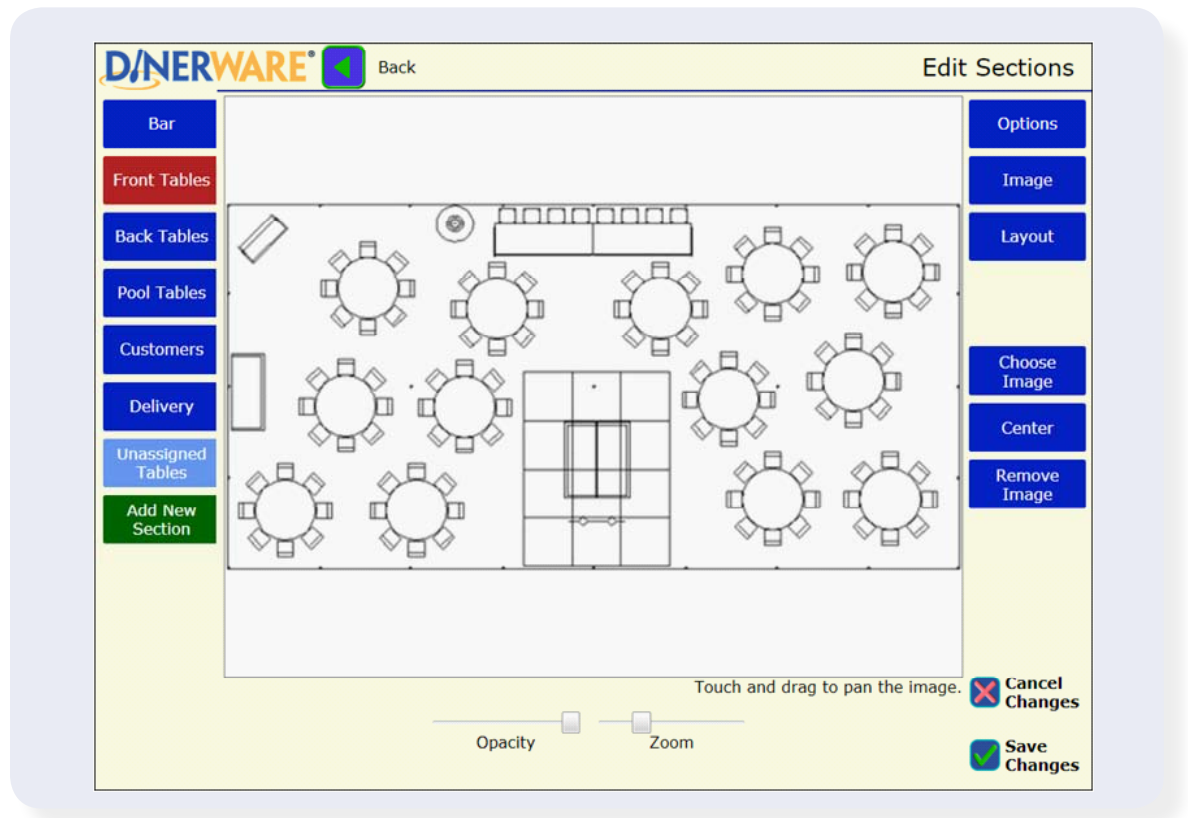 DINERWARE®
Back
Edit Sections
Bar
Front Tables
Back Tables
Pool Tables
Customers
Delivery
Unassigned
Tables
Add New
Section
Options
Image
Layout
Choose
Image
Center
Remove
Image
Touch and drag to pan the image.
Opacity
Zoom
Cancel
Changes
Save
Changes